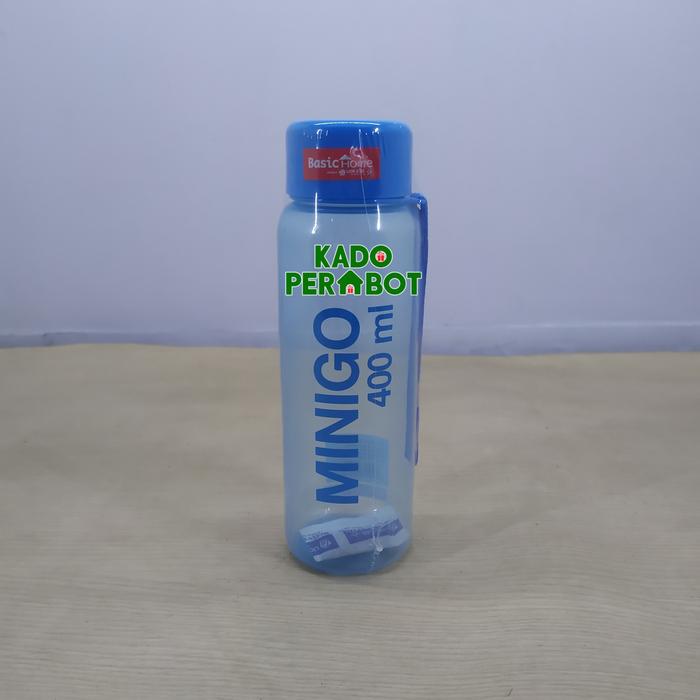 Basic Home
KADO
PERABOT
MINIGO
400 ml